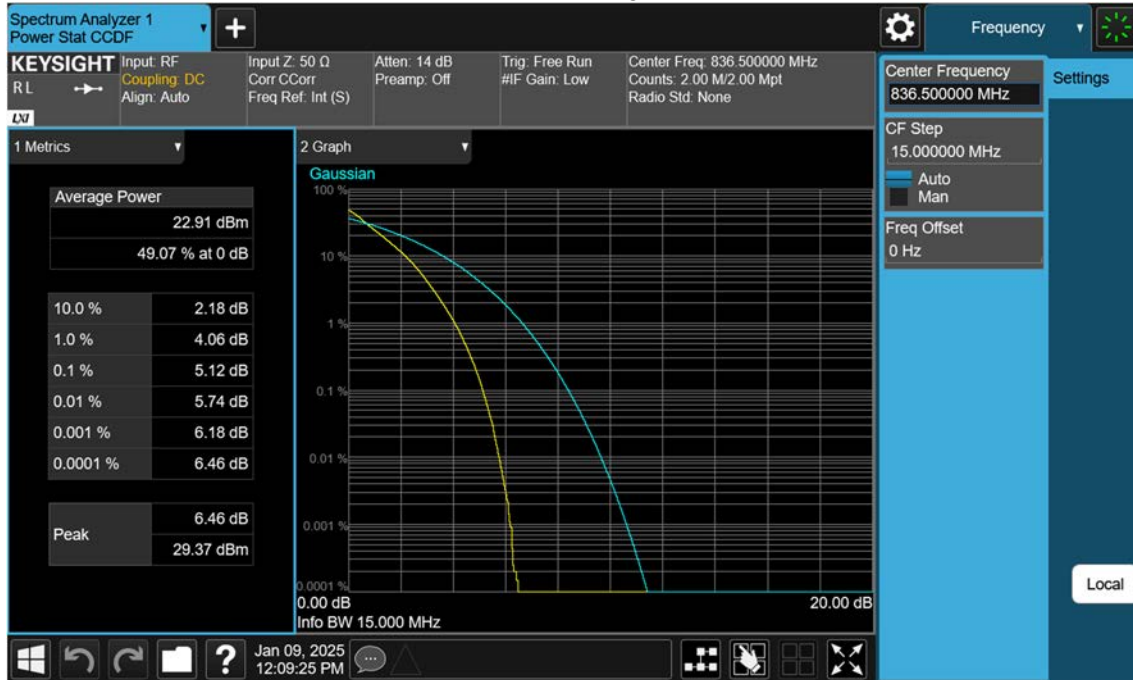 Spectrum Analyzer 1
Power Stat CCDF
Frequency
KEYSIGHT
R L
LXI
Input: RF
Coupling: DC
Align: Auto
Input Z: 50 Ω
Corr CCorr
Freq Ref: Int (S)
Atten: 14 dB
Preamp: Off
Trig: Free Run
#IF Gain: Low
Center Freq: 836.500000 MHz
Counts: 2.00 M/2.00 Mpt
Radio Std: None
1 Metrics
Average Power
22.91 dBm
49.07 % at 0 dB
10.0 % 2.18 dB
1.0 % 4.06 dB
0.1 % 5.12 dB
0.01 % 5.74 dB
0.001 % 6.18 dB
0.0001 % 6.46 dB
Peak
6.46 dB
29.37 dBm
2 Graph
Gaussian
100 %
10 %
1 %
0.1 %
0.01 %
0.001 %
0.0001 %
0.00 dB 20.00 dB
Info BW 15.000 MHz
Center Frequency
836.500000 MHz
CF Step
15.000000 MHz
Auto
Man
Freq Offset
0 Hz
Settings
Local
?
Jan 09, 2025
12:09:25 PM